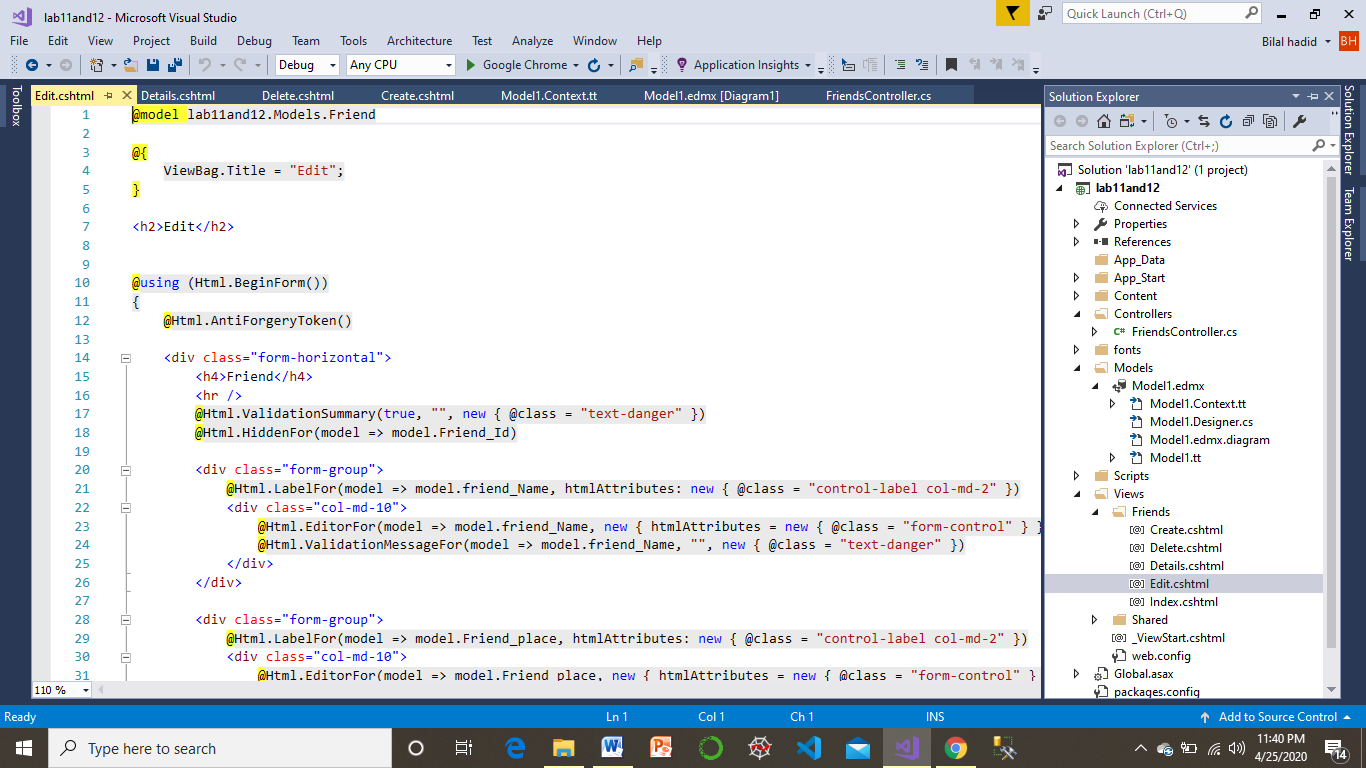 lab11and12 - Microsoft Visual Studio
Quick Launch (Ctrl+Q)
File Edit View Project Build Debug Team Tools Architecture Test Analyze Window Help
Bilal hadid BH
Debug Any CPU Google Chrome Application Insights
Toolbox
Edit.cshtml Details.cshtml Delete.cshtml Create.cshtml Model1.Context.tt Model1.edmx [Diagram1] FriendsController.cs
1 @model lab11and12.Models.Friend
2
3 @{
4 ViewBag.Title = "Edit";
5 }
6
7 <h2>Edit</h2>
8
9
10 @using (Html.BeginForm())
11 {
12 @Html.AntiForgeryToken()
13
14 <div class="form-horizontal">
15 <h4>Friend</h4>
16 <hr />
17 @Html.ValidationSummary(true, "", new { @class = "text-danger" })
18 @Html.HiddenFor(model => model.Friend_Id)
19
20 <div class="form-group">
21 @Html.LabelFor(model => model.friend_Name, htmlAttributes: new { @class = "control-label col-md-2" })
22 <div class="col-md-10">
23 @Html.EditorFor(model => model.friend_Name, new { htmlAttributes = new { @class = "form-control" } }
24 @Html.ValidationMessageFor(model => model.friend_Name, "", new { @class = "text-danger" })
25 </div>
26 </div>
27
28 <div class="form-group">
29 @Html.LabelFor(model => model.Friend_place, htmlAttributes: new { @class = "control-label col-md-2" })
30 <div class="col-md-10">
31 @Html.EditorFor(model => model.Friend_place, new { htmlAttributes = new { @class = "form-control" }
110 %
Solution Explorer
Search Solution Explorer (Ctrl+;)
Solution 'lab11and12' (1 project)
lab11and12
Connected Services
Properties
References
App_Data
App_Start
Content
Controllers
C# FriendsController.cs
fonts
Models
Model1.edmx
Model1.Context.tt
Model1.Designer.cs
Model1.edmx.diagram
Model1.tt
Scripts
Views
Friends
Create.cshtml
Delete.cshtml
Details.cshtml
Edit.cshtml
Index.cshtml
Shared
_ViewStart.cshtml
web.config
Global.asax
packages.config
Solution Explorer
Team Explorer
Ready Ln 1 Col 1 Ch 1 INS Add to Source Control
Type here to search
11:40 PM
4/25/2020
14